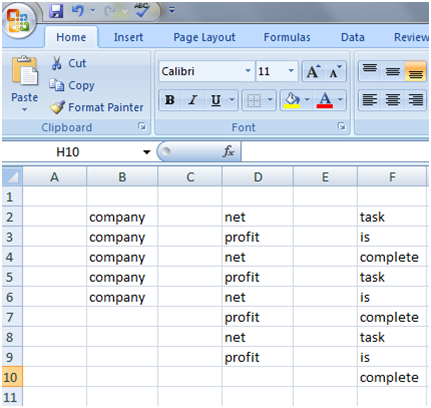 ABC
Home Insert Page Layout Formulas Data Review
Paste
Cut
Copy
Format Painter
Clipboard
Calibri 11 A A
B I U A
Font
H10 fx
A B C D E F
1
2 company net task
3 company profit is
4 company net complete
5 company profit task
6 company net is
7 profit complete
8 net task
9 profit is
10 complete
11